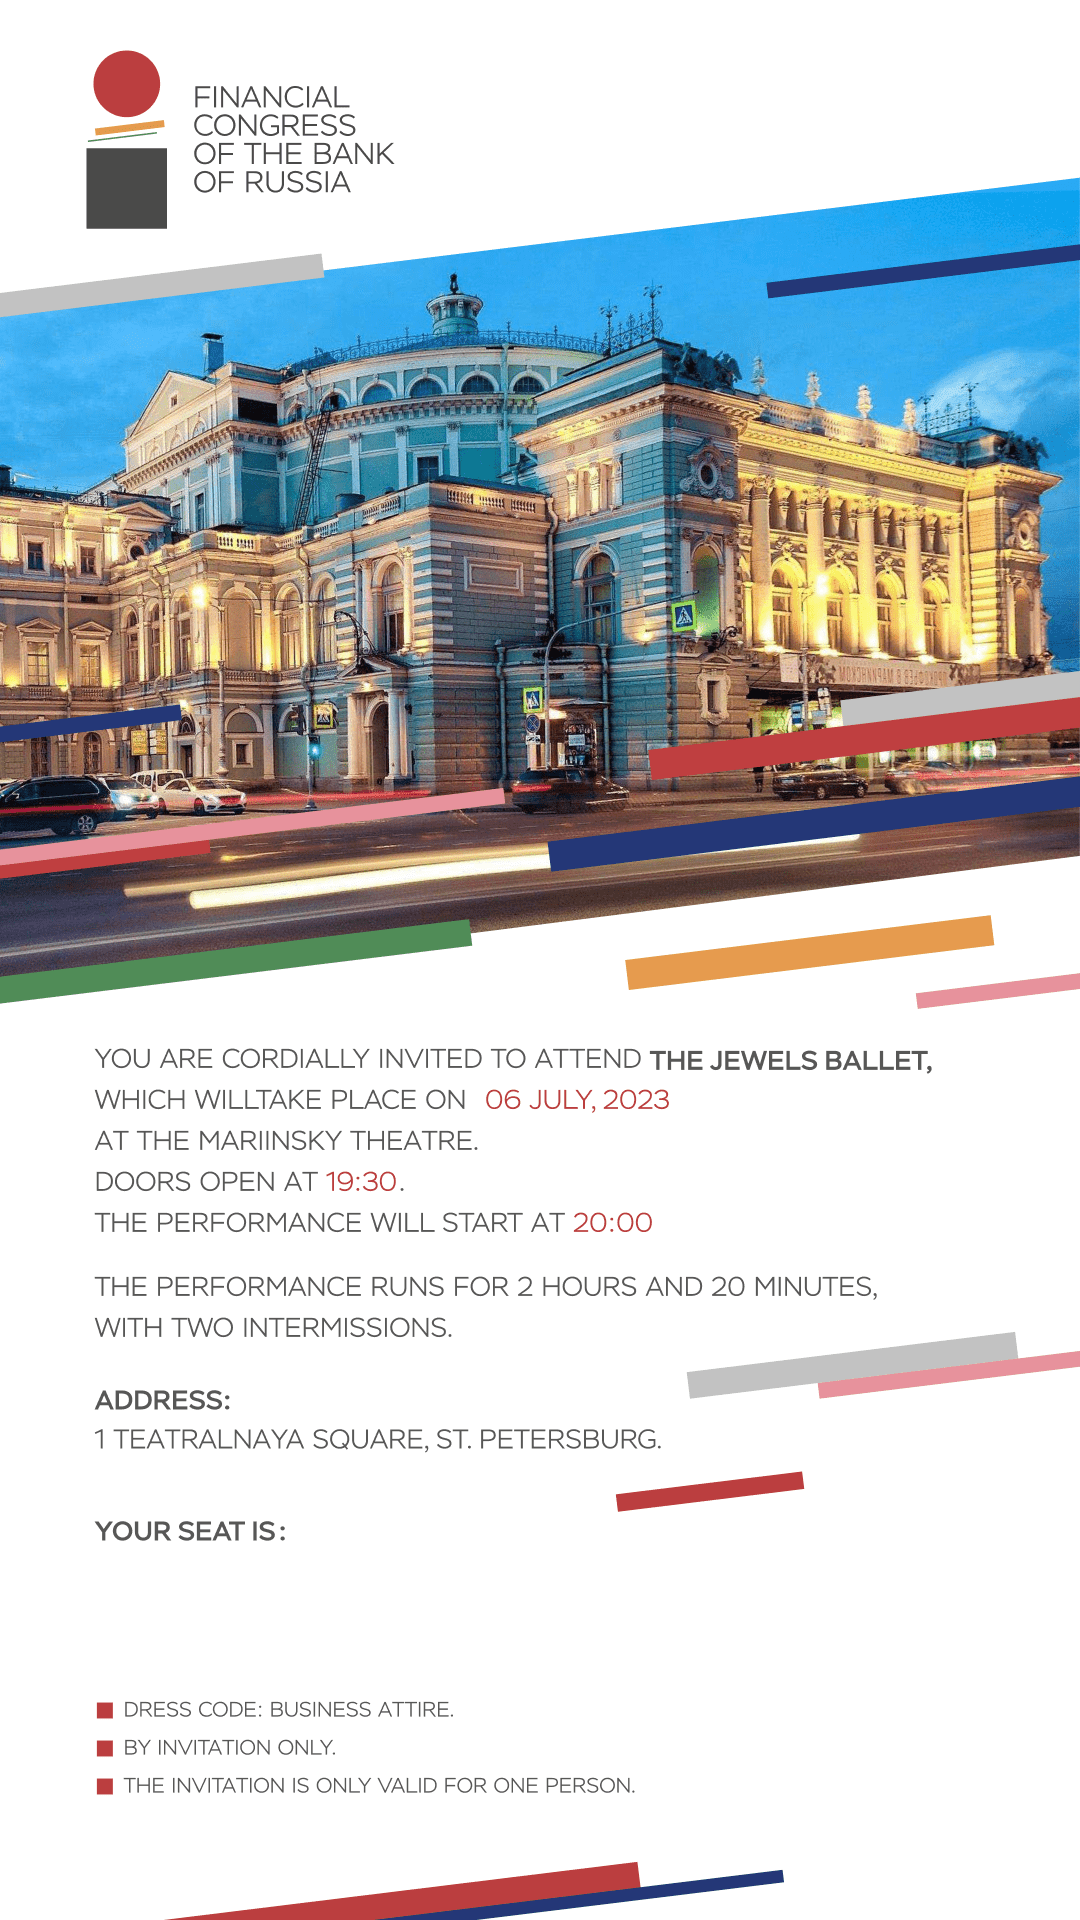 FINANCIAL
CONGRESS
OF THE BANK
OF RUSSIA
YOU ARE CORDIALLY INVITED TO ATTEND THE JEWELS BALLET,
WHICH WILLTAKE PLACE ON 06 JULY, 2023
AT THE MARIINSKY THEATRE.
DOORS OPEN AT 19:30.
THE PERFORMANCE WILL START AT 20:00
THE PERFORMANCE RUNS FOR 2 HOURS AND 20 MINUTES,
WITH TWO INTERMISSIONS.
ADDRESS:
1 TEATRALNAYA SQUARE, ST. PETERSBURG.
YOUR SEAT IS:
DRESS CODE: BUSINESS ATTIRE.
BY INVITATION ONLY.
THE INVITATION IS ONLY VALID FOR ONE PERSON.